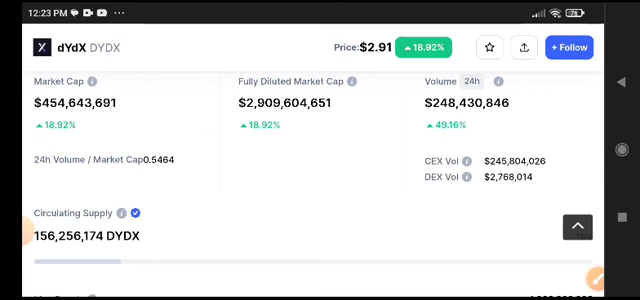 12:23 PM
76
dYdX DYDX
Price:$2.91
18.92%
+ Follow
Market Cap
Fully Diluted Market Cap
Volume 24h
$454,643,691
$2,909,604,651
$248,430,846
18.92%
18.92%
49.16%
24h Volume / Market Cap0.5464
CEX Vol $245,804,026
DEX Vol $2,768,014
Circulating Supply
156,256,174 DYDX